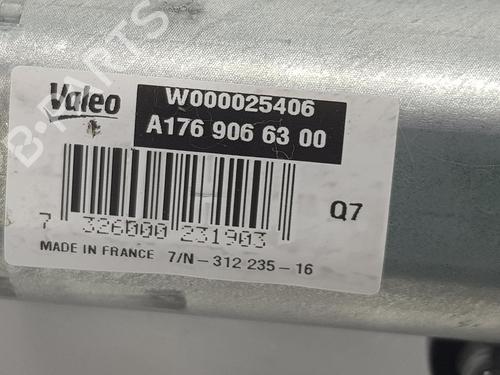 B-PARTS
Valeo
W000025406
A176 906 63 00
Q7
7 326000 231903
MADE IN FRANCE 7/N-312 235-16